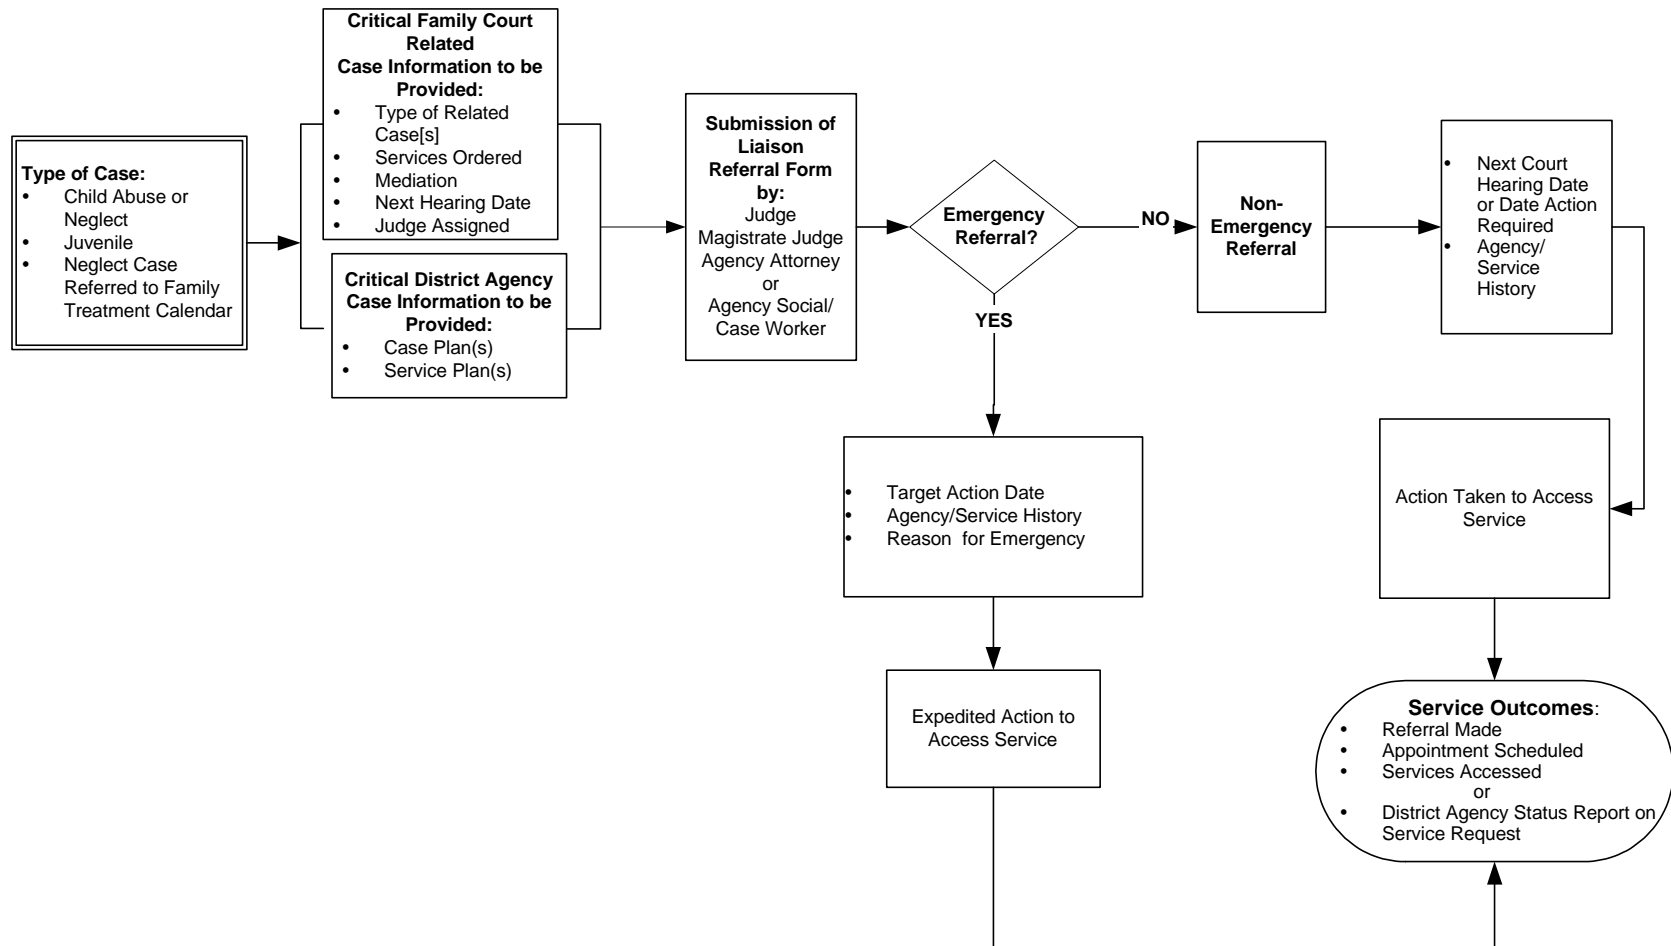 Type of Case:
• Child Abuse or
Neglect
• Juvenile
• Neglect Case
Referred to Family
Treatment Calendar
Critical Family Court
Related
Case Information to be
Provided:
• Type of Related
Case[s]
• Services Ordered
• Mediation
• Next Hearing Date
• Judge Assigned
Critical District Agency
Case Information to be
Provided:
• Case Plan(s)
• Service Plan(s)
Submission of
Liaison
Referral Form
by:
Judge
Magistrate Judge
Agency Attorney
or
Agency Social/
Case Worker
Emergency
Referral?
NO
YES
Non-
Emergency
Referral
• Next Court
Hearing Date
or Date Action
Required
• Agency/
Service
History
• Target Action Date
• Agency/Service History
• Reason for Emergency
Action Taken to Access
Service
Expedited Action to
Access Service
Service Outcomes:
• Referral Made
• Appointment Scheduled
• Services Accessed
or
• District Agency Status Report on
Service Request